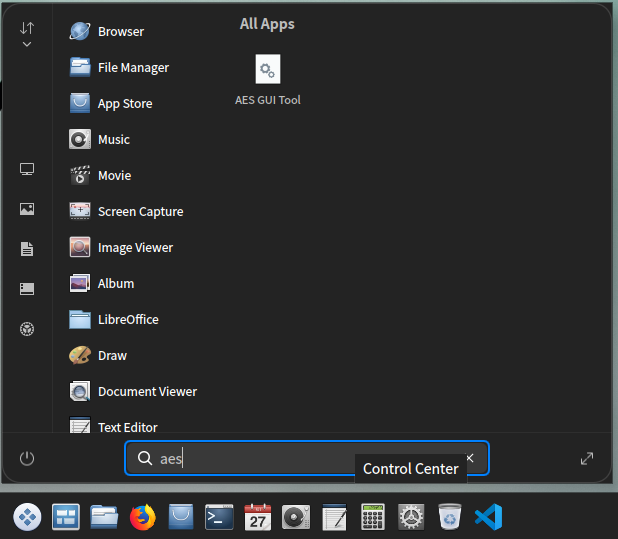 Browser
File Manager
App Store
Music
Movie
Screen Capture
Image Viewer
Album
LibreOffice
Draw
Document Viewer
Text Editor
All Apps
AES GUI Tool
aes
Control Center
27